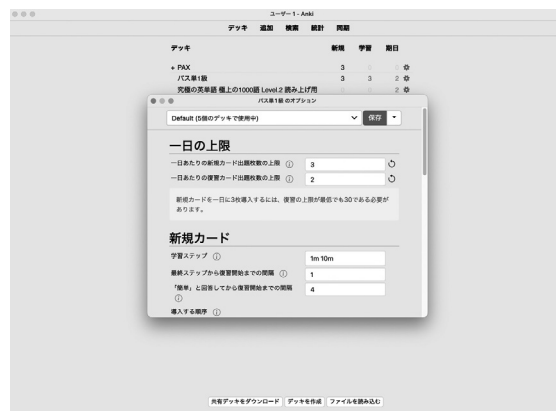 ユーザー 1 - Anki
デッキ 追加 検索 統計 同期
デッキ 新規 学習 期日
+ PAX 3 0 0
パス単1級 3 3 2
究極の英単語 極上の1000語 Level.2 読み上げ用 0 0 2
パス単1級 のオプション
Default (5個のデッキで使用中) 保存
一日の上限
一日あたりの新規カード出題枚数の上限 3
一日あたりの復習カード出題枚数の上限 2
新規カードを一日に3枚導入するには、復習の上限が最低でも30である必要が
あります。
新規カード
学習ステップ 1m 10m
最終ステップから復習開始までの間隔 1
「簡単」と回答してから復習開始までの間隔 4
導入する順序
共有デッキをダウンロード デッキを作成 ファイルを読み込む